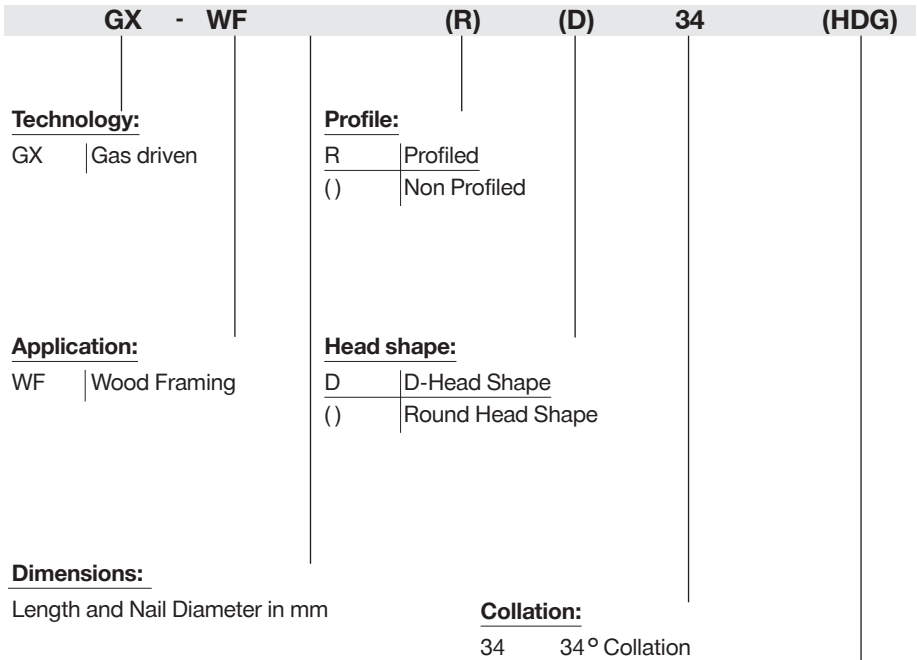 GX - WF (R) (D) 34 (HDG)
Technology: Profile:
GX Gas driven R Profiled
() Non Profiled
Application: Head shape:
WF Wood Framing D D-Head Shape
() Round Head Shape
Dimensions:
Length and Nail Diameter in mm Collation:
34 34° Collation